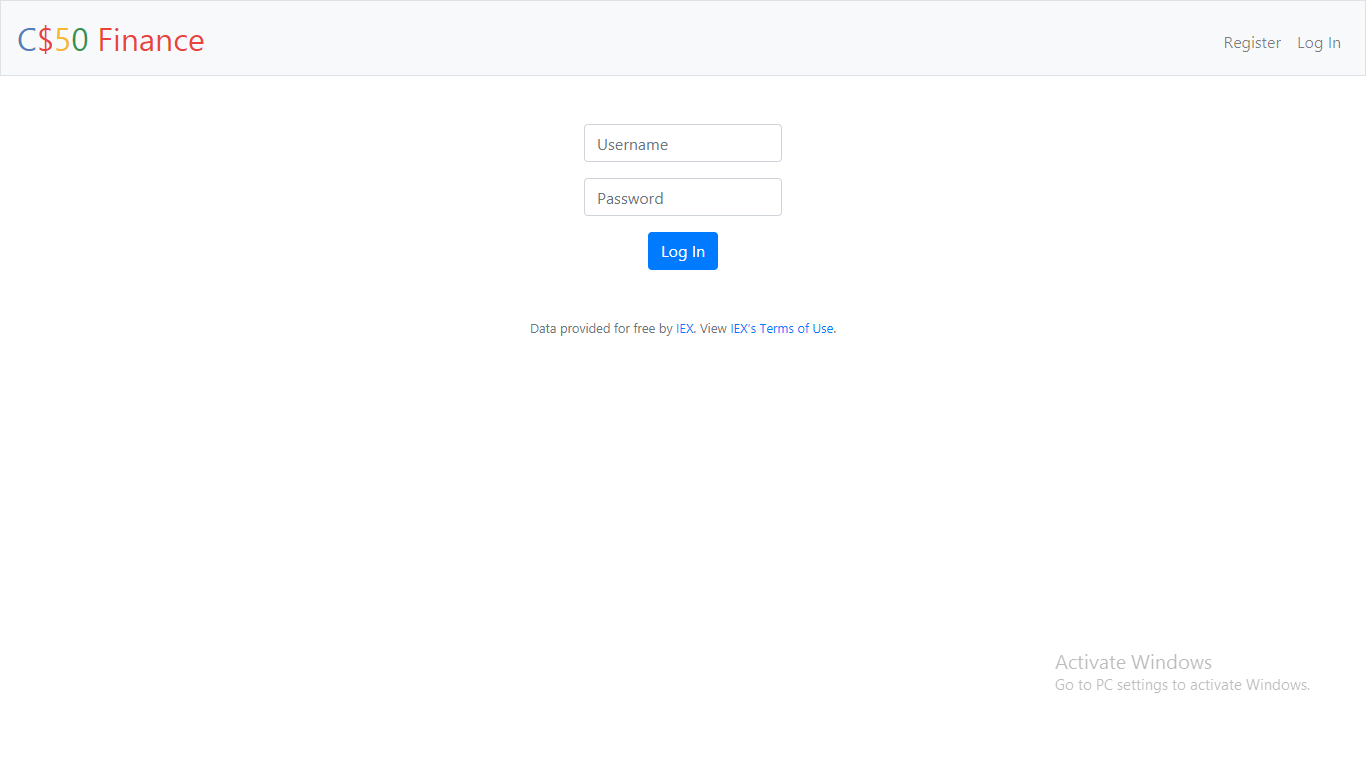 C$50 Finance
Register Log In
Username
Password
Log In
Data provided for free by IEX. View IEX's Terms of Use.
Activate Windows
Go to PC settings to activate Windows.